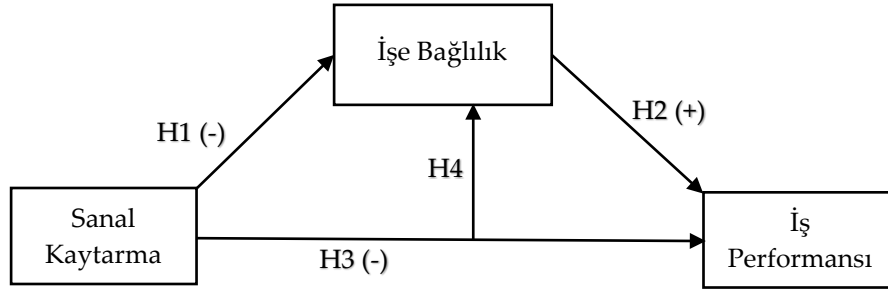 İşe Bağlılık
H1 (-)
H2 (+)
H4
Sanal
Kaytarma
H3 (-)
İş
Performansı